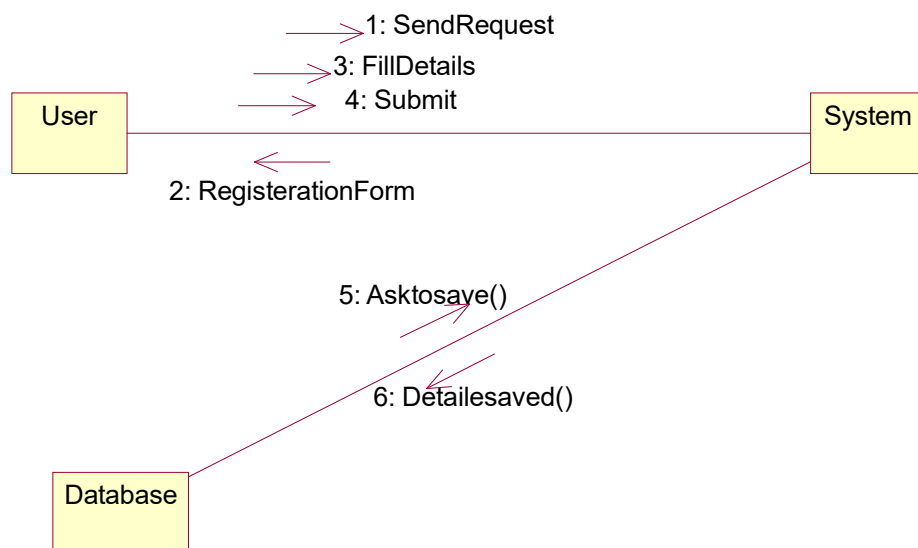 1: SendRequest
3: FillDetails
4: Submit
User
System
2: RegisterationForm
5: Asktosave()
6: Detailesaved()
Database